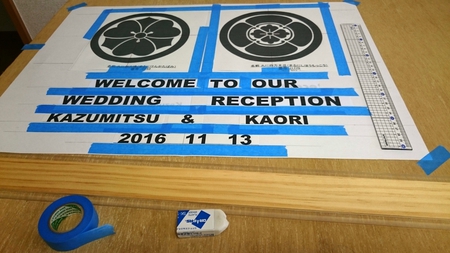 WELCOME TO OUR
WEDDING RECEPTION
KAZUMITSU & KAORI
2016 11 13